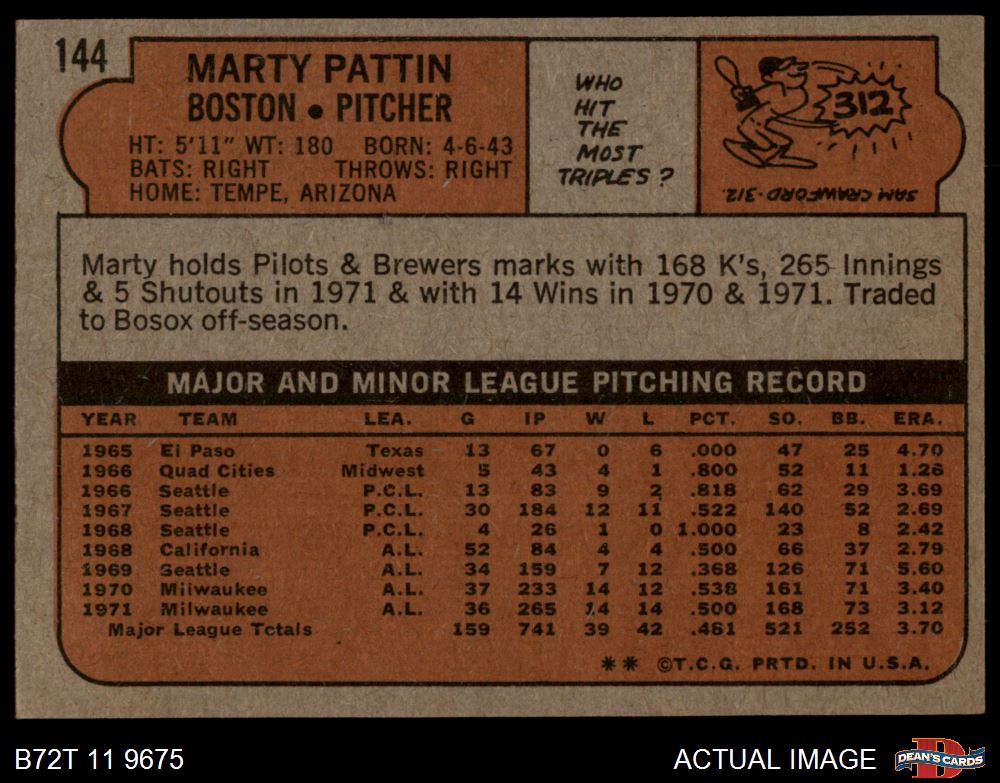 144
MARTY PATTIN
BOSTON • PITCHER
HT: 5'11" WT: 180 BORN: 4-6-43
BATS: RIGHT THROWS: RIGHT
HOME: TEMPE, ARIZONA
WHO
HIT
THE
MOST
TRIPLES?
312
SAM CRAWFORD-312.
Marty holds Pilots & Brewers marks with 168 K's, 265 Innings
& 5 Shutouts in 1971 & with 14 Wins in 1970 & 1971. Traded
to Bosox off-season.
MAJOR AND MINOR LEAGUE PITCHING RECORD
YEAR TEAM LEA. G IP W L PCT. SO. BB. ERA.
1965 El Paso Texas 13 67 0 6 .000 47 25 4.70
1966 Quad Cities Midwest 5 43 4 1 .800 52 11 1.26
1966 Seattle P.C.L. 13 83 9 2 .818 62 29 3.69
1967 Seattle P.C.L. 30 184 12 11 .522 140 52 2.69
1968 Seattle P.C.L. 4 26 1 0 1.000 23 8 2.42
1968 California A.L. 52 84 4 4 .500 66 37 2.79
1969 Seattle A.L. 34 159 7 12 .368 126 71 5.60
1970 Milwaukee A.L. 37 233 14 12 .538 161 71 3.40
1971 Milwaukee A.L. 36 265 14 14 .500 168 73 3.12
Major League Totals 159 741 39 42 .481 521 252 3.70
** ©T.C.G. PRTD. IN U.S.A.
B72T 11 9675
ACTUAL IMAGE
D
DEAN'S CARDS